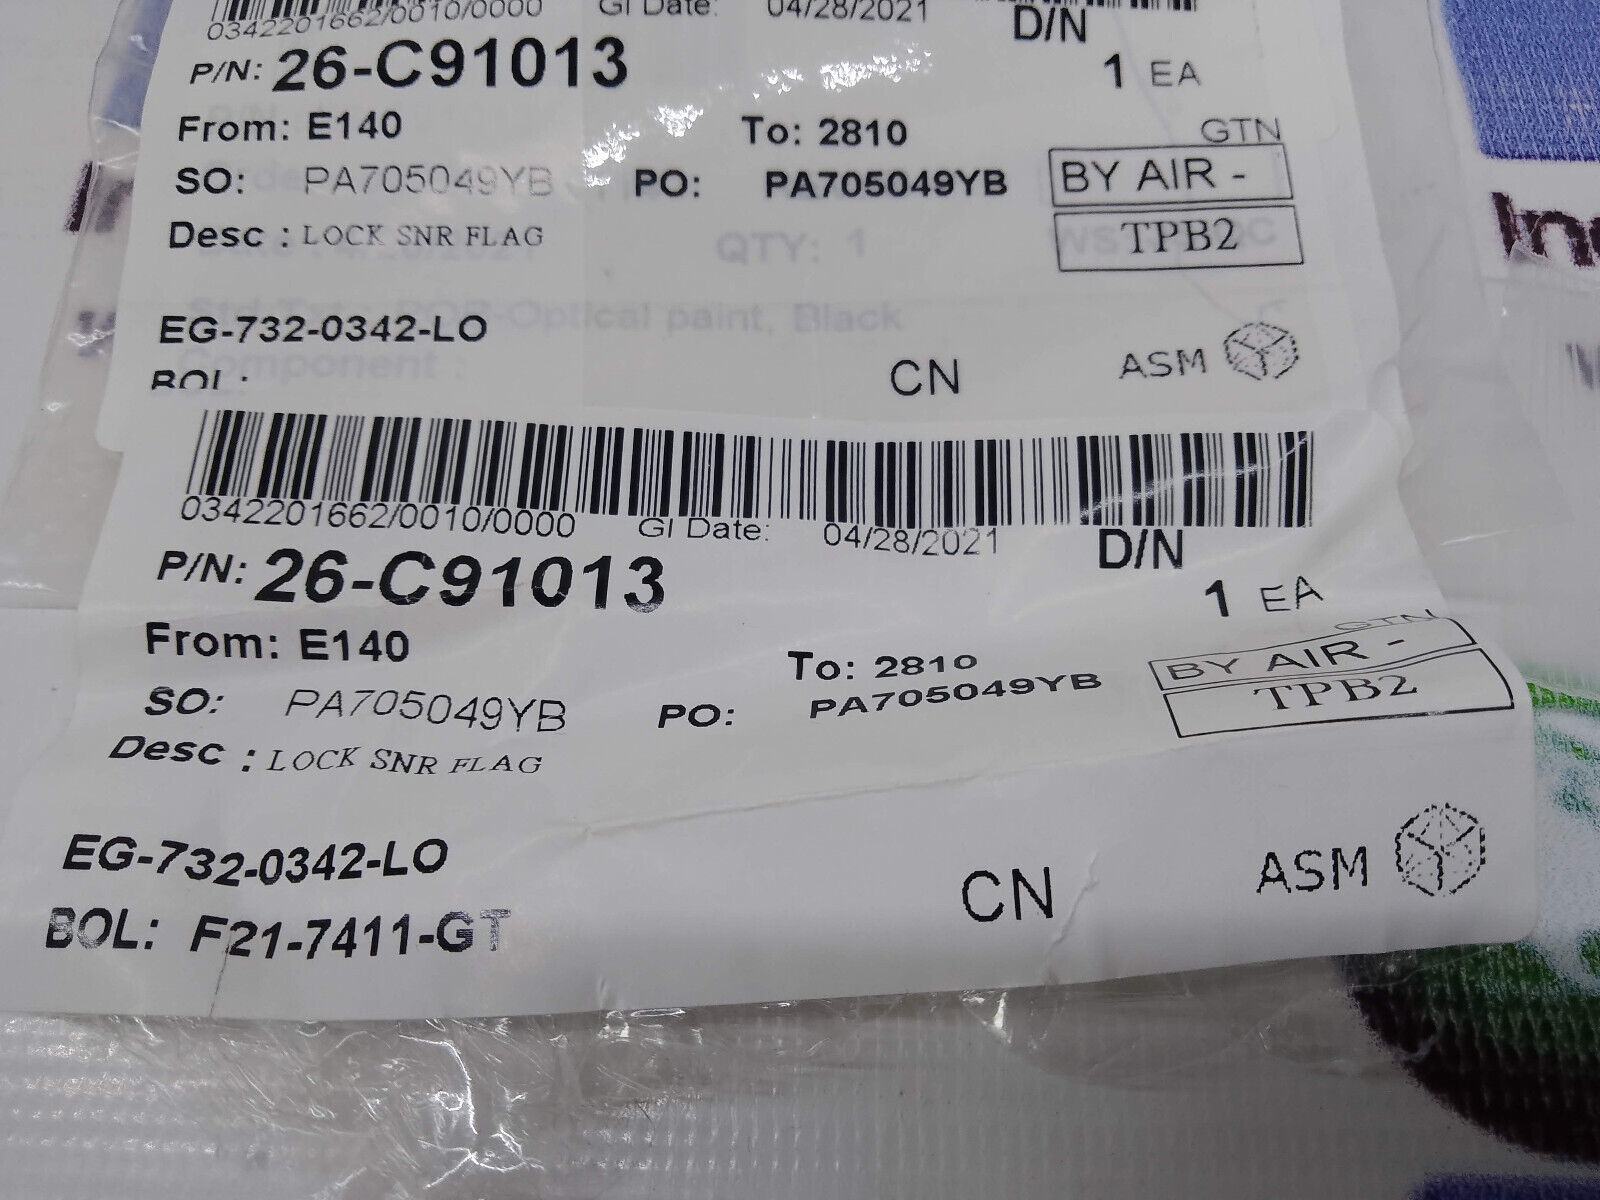 0342201662/0010/0000 GI Date: 04/28/2021 D/N
P/N: 26-C91013 1 EA
From: E140 To: 2810 GTN
SO: PA705049YB PO: PA705049YB BY AIR -
Desc : LOCK SNR FLAG TPB2
QTY: 1
Optical paint, Black
EG-732-0342-LO
Component :
BOL: CN ASM
0342201662/0010/0000 GI Date: 04/28/2021 D/N
P/N: 26-C91013 1 EA
From: E140 To: 2810 GTN
SO: PA705049YB PO: PA705049YB BY AIR -
Desc : LOCK SNR FLAG TPB2
EG-732-0342-LO
BOL: F21-7411-GT CN ASM